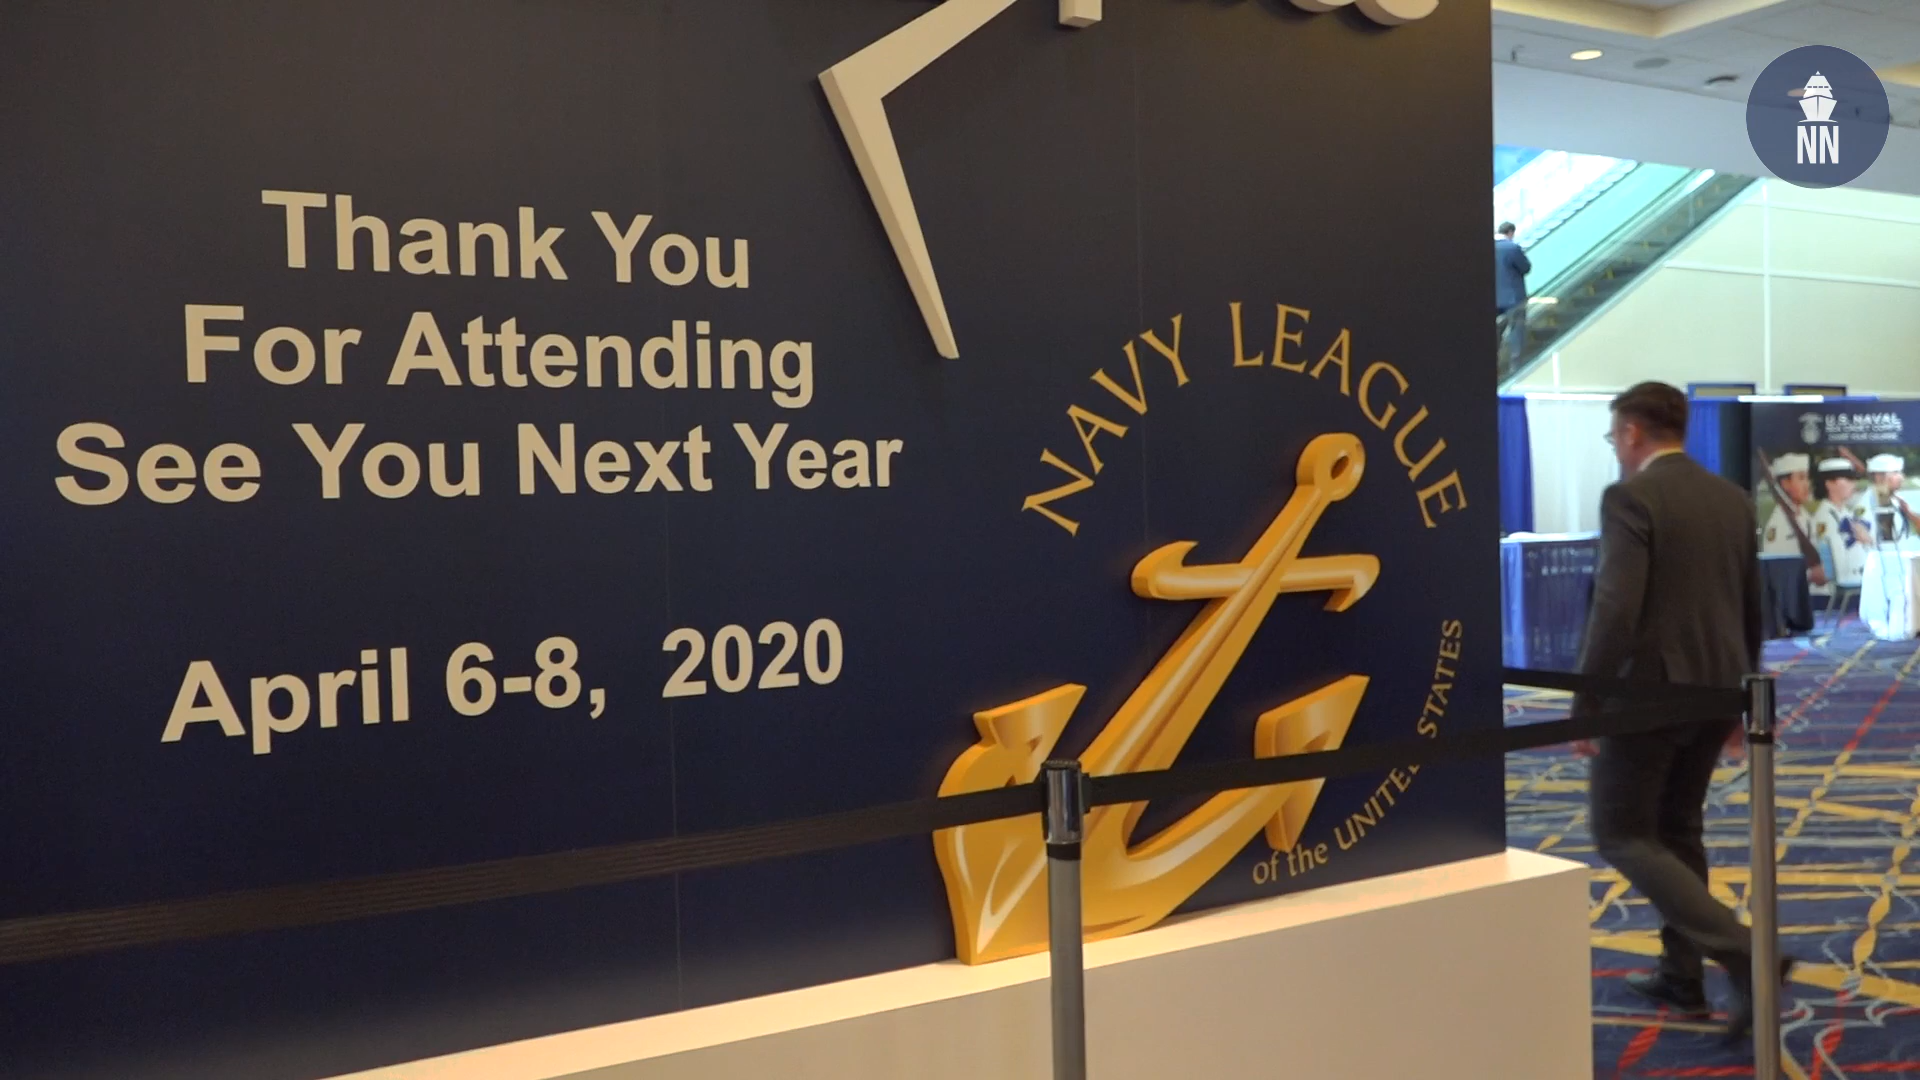 Thank You
For Attending
See You Next Year
April 6-8, 2020
NAVY LEAGUE
of the UNITED STATES
NN
U.S. NAVAL